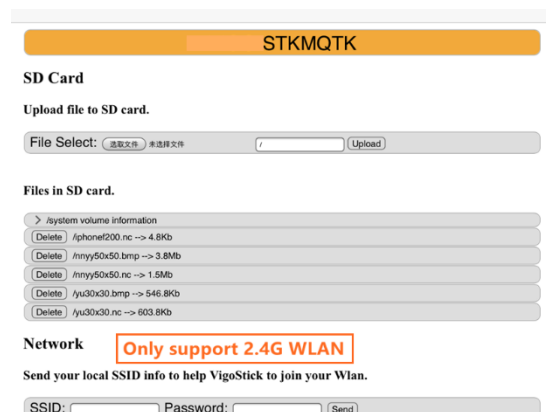 STKMQTK
SD Card
Upload file to SD card.
File Select: 选取文件 未选择文件 / Upload
Files in SD card.
> /system volume information
Delete /iphonef200.nc --> 4.8Kb
Delete /nnyy50x50.bmp --> 3.8Mb
Delete /nnyy50x50.nc --> 1.5Mb
Delete /yu30x30.bmp --> 546.8Kb
Delete /yu30x30.nc --> 603.8Kb
Network Only support 2.4G WLAN
Send your local SSID info to help VigoStick to join your Wlan.
SSID: Password: Send